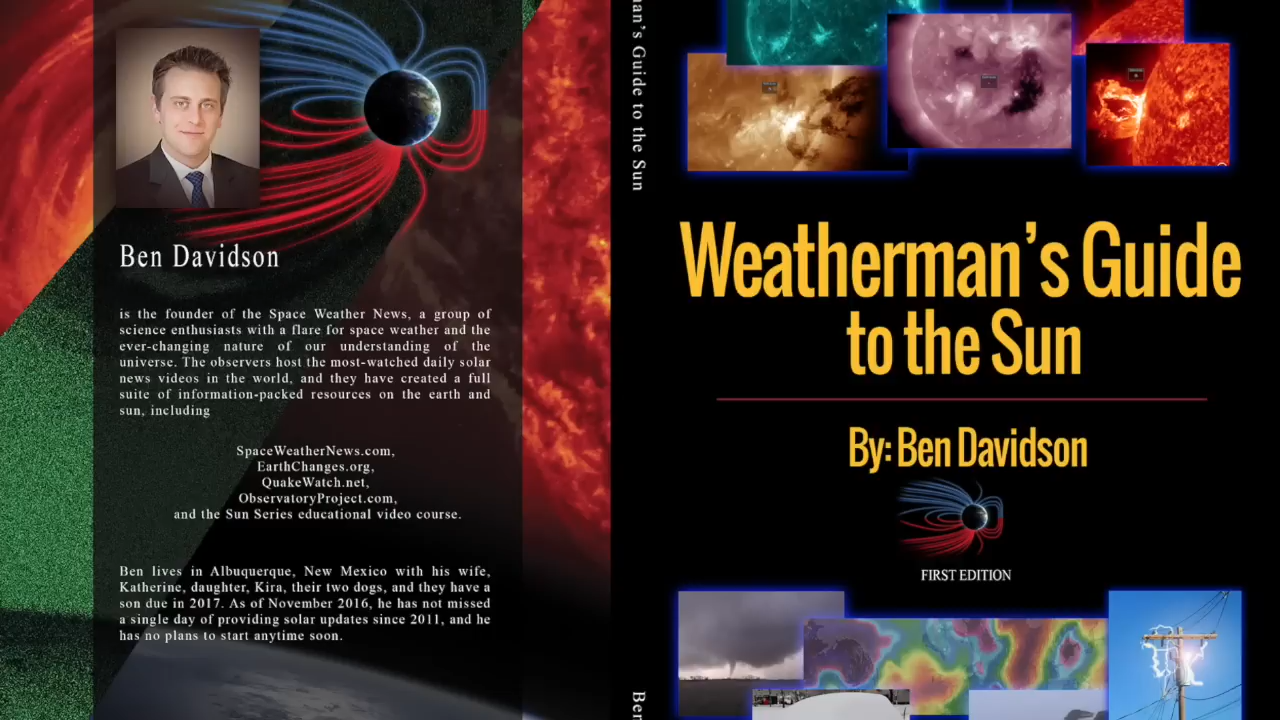 Ben Davidson
is the founder of the Space Weather News, a group of
science enthusiasts with a flare for space weather and the
ever-changing nature of our understanding of the
universe. The observers host the most-watched daily solar
news videos in the world, and they have created a full
suite of information-packed resources on the earth and
sun, including
SpaceWeatherNews.com,
EarthChanges.org,
QuakeWatch.net,
ObservatoryProject.com,
and the Sun Series educational video course.
Ben lives in Albuquerque, New Mexico with his wife,
Katherine, daughter, Kira, their two dogs, and they have a
son due in 2017. As of November 2016, he has not missed
a single day of providing solar updates since 2011, and he
has no plans to start anytime soon.
man's Guide to the Sun
Ben
Weatherman's Guide
to the Sun
By: Ben Davidson
FIRST EDITION